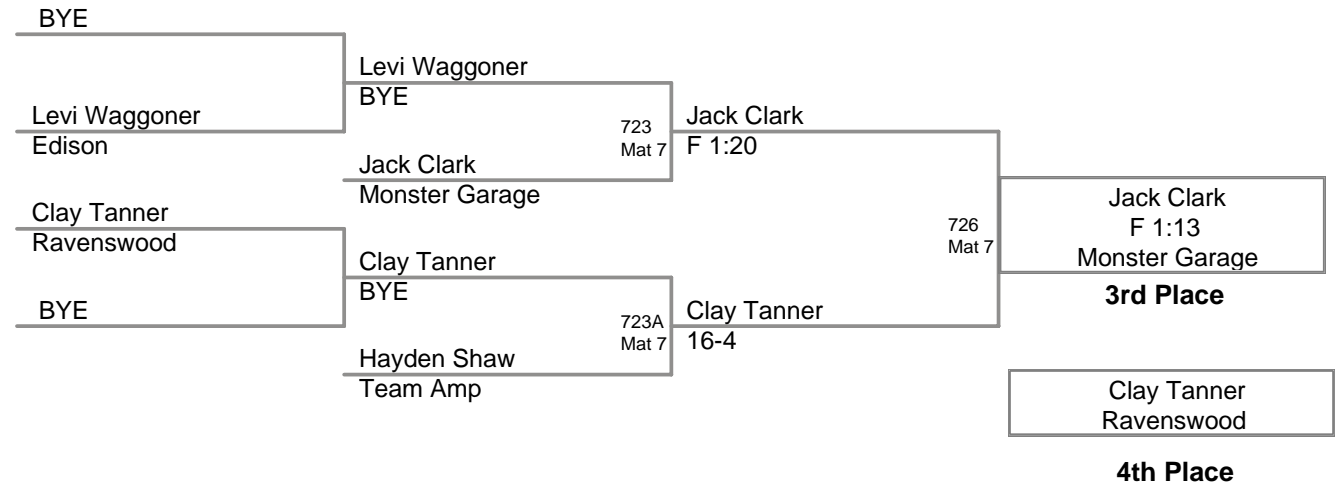 BYE
Levi Waggoner
BYE
Levi Waggoner
Edison
723
Mat 7
Jack Clark
F 1:20
Jack Clark
Monster Garage
Clay Tanner
Ravenswood
Jack Clark
F 1:13
Monster Garage
3rd Place
726
Mat 7
Clay Tanner
BYE
BYE
723A
Mat 7
Clay Tanner
16-4
Hayden Shaw
Team Amp
Clay Tanner
Ravenswood
4th Place